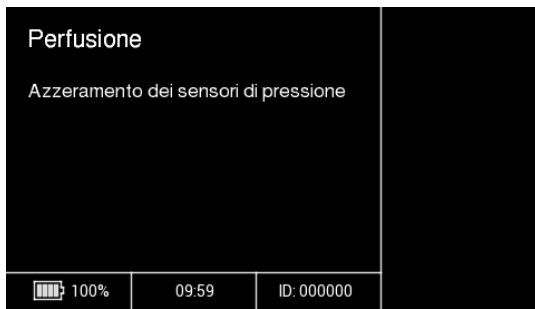 Perfusione
Azzeramento dei sensori di pressione
100%
09:59
ID: 000000